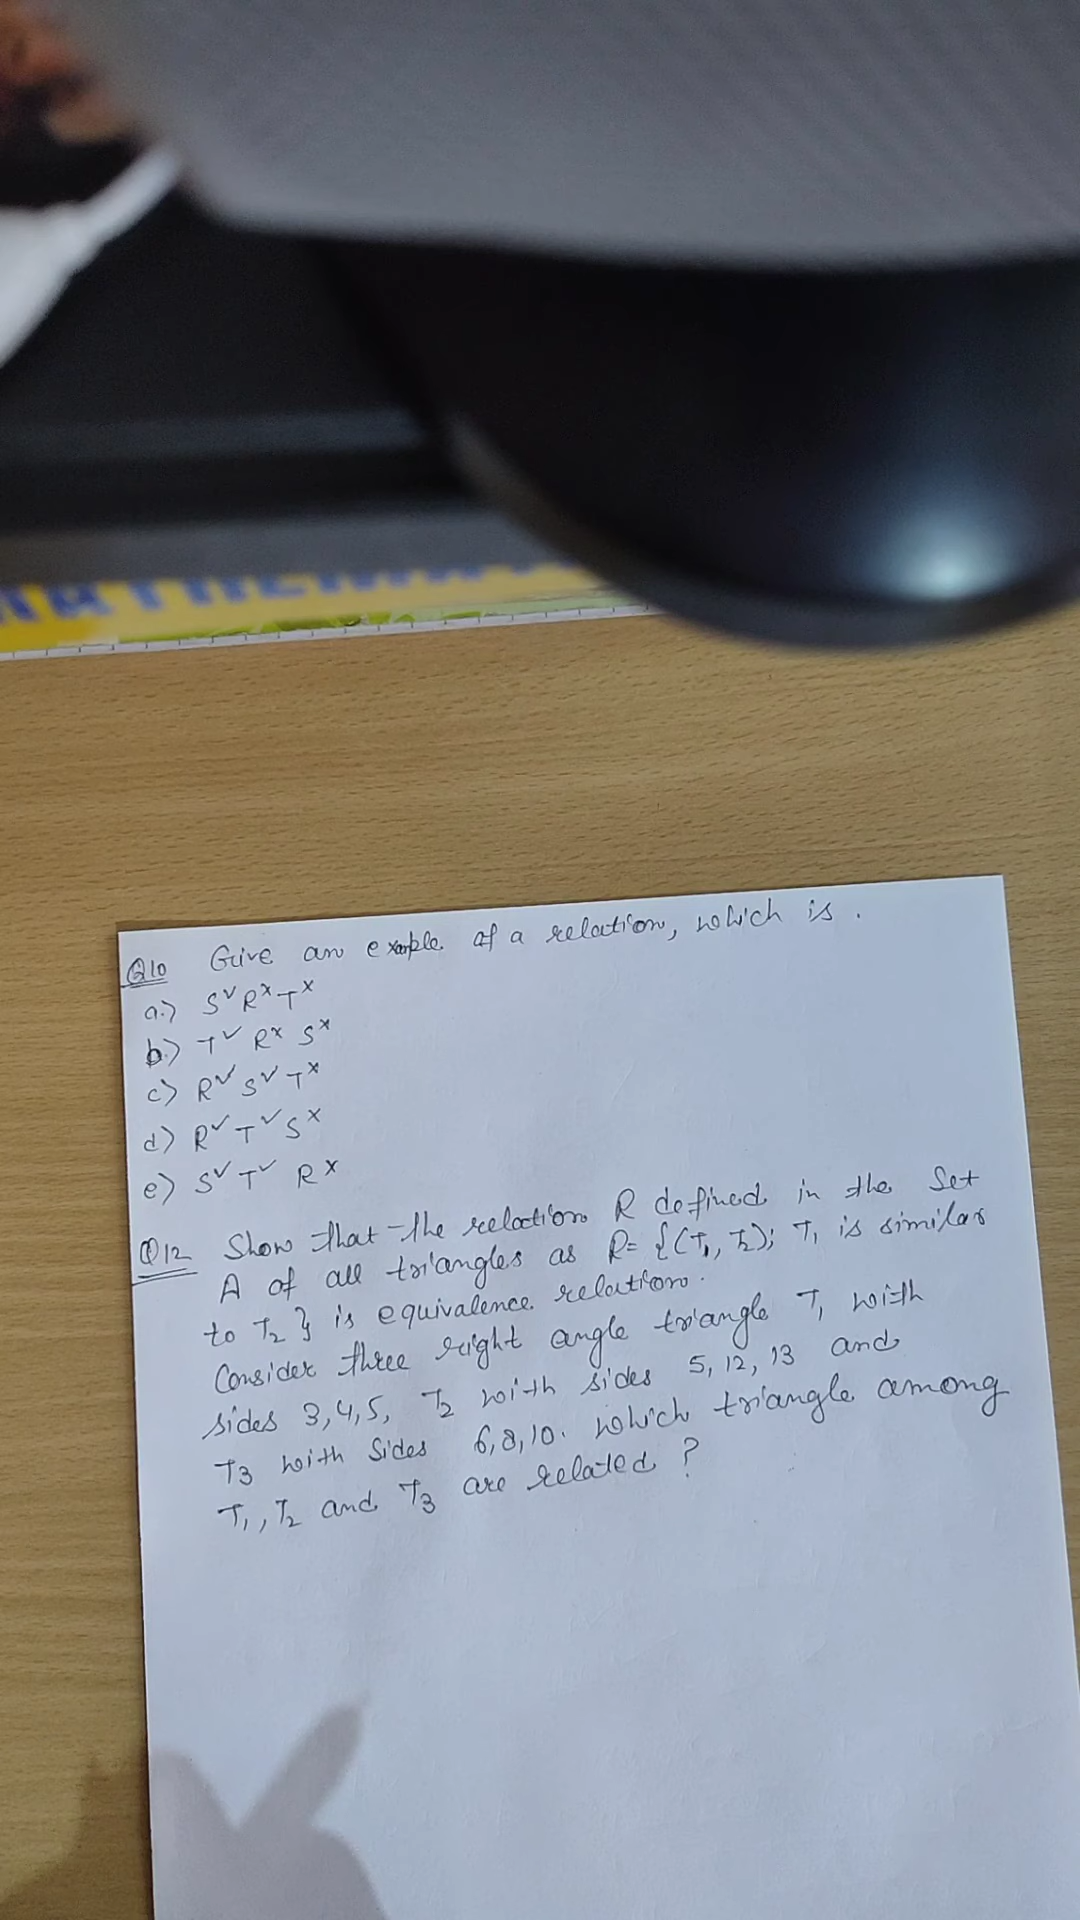 MATHEMA
Q10 Give an example of a relation, which is.
a.) S✓ R× T×
b.) T✓ R× S×
c) R✓ S✓ T×
d) R✓ T✓ S×
e) S✓ T✓ R×
Q12 Show that the relation R defined in the Set
A of all triangles as R= {(T₁, T₂); T₁ is similar
to T₂} is equivalence relation.
Consider three right angle triangle T₁ with
sides 3,4,5, T₂ with sides 5, 12, 13 and
T3 with Sides 6,8,10. which triangle among
T₁, T₂ and T3 are related?